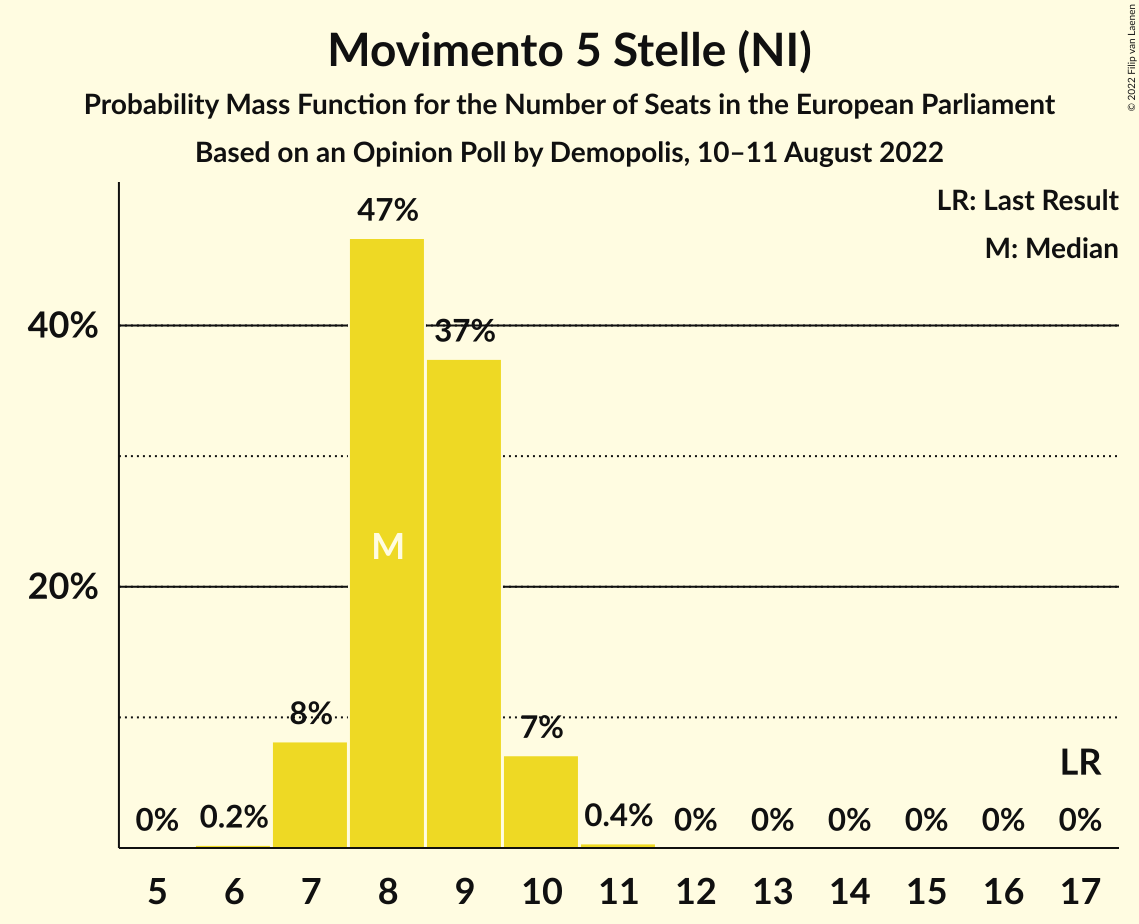 Movimento 5 Stelle (NI)
Probability Mass Function for the Number of Seats in the European Parliament
Based on an Opinion Poll by Demopolis, 10–11 August 2022
© 2022 Filip van Laenen
LR: Last Result
M: Median
47%
40%
37%
M
20%
8%
7%
LR
0% 0.2% 0.4% 0% 0% 0% 0% 0% 0%
5 6 7 8 9 10 11 12 13 14 15 16 17